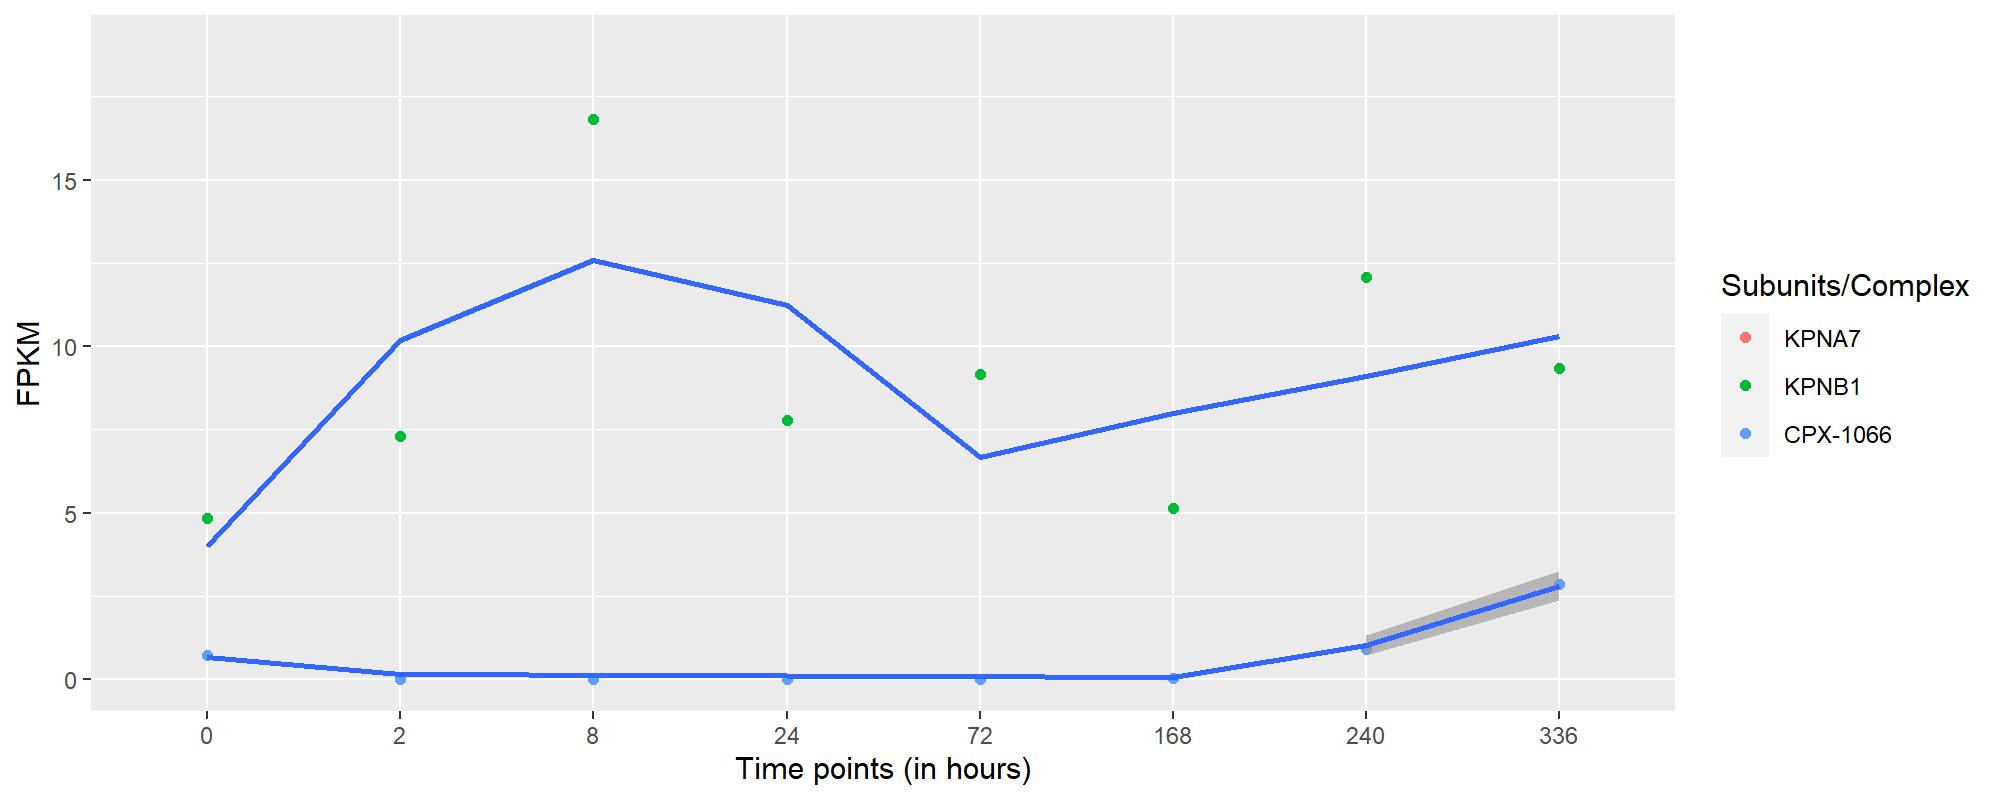 FPKM
15
10
5
0
0 2 8 24 72 168 240 336
Time points (in hours)
Subunits/Complex
KPNA7
KPNB1
CPX-1066